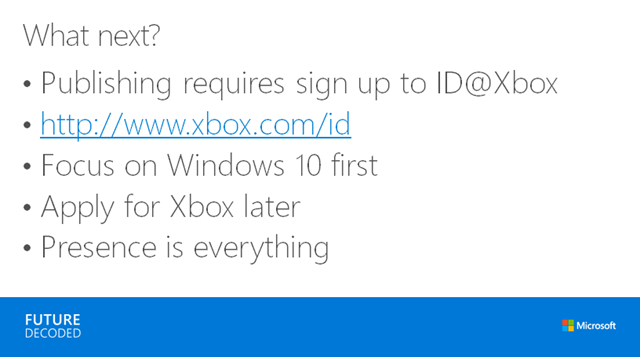 What next?
• Publishing requires sign up to ID@Xbox
• http://www.xbox.com/id
• Focus on Windows 10 first
• Apply for Xbox later
• Presence is everything
FUTURE
DECODED
Microsoft